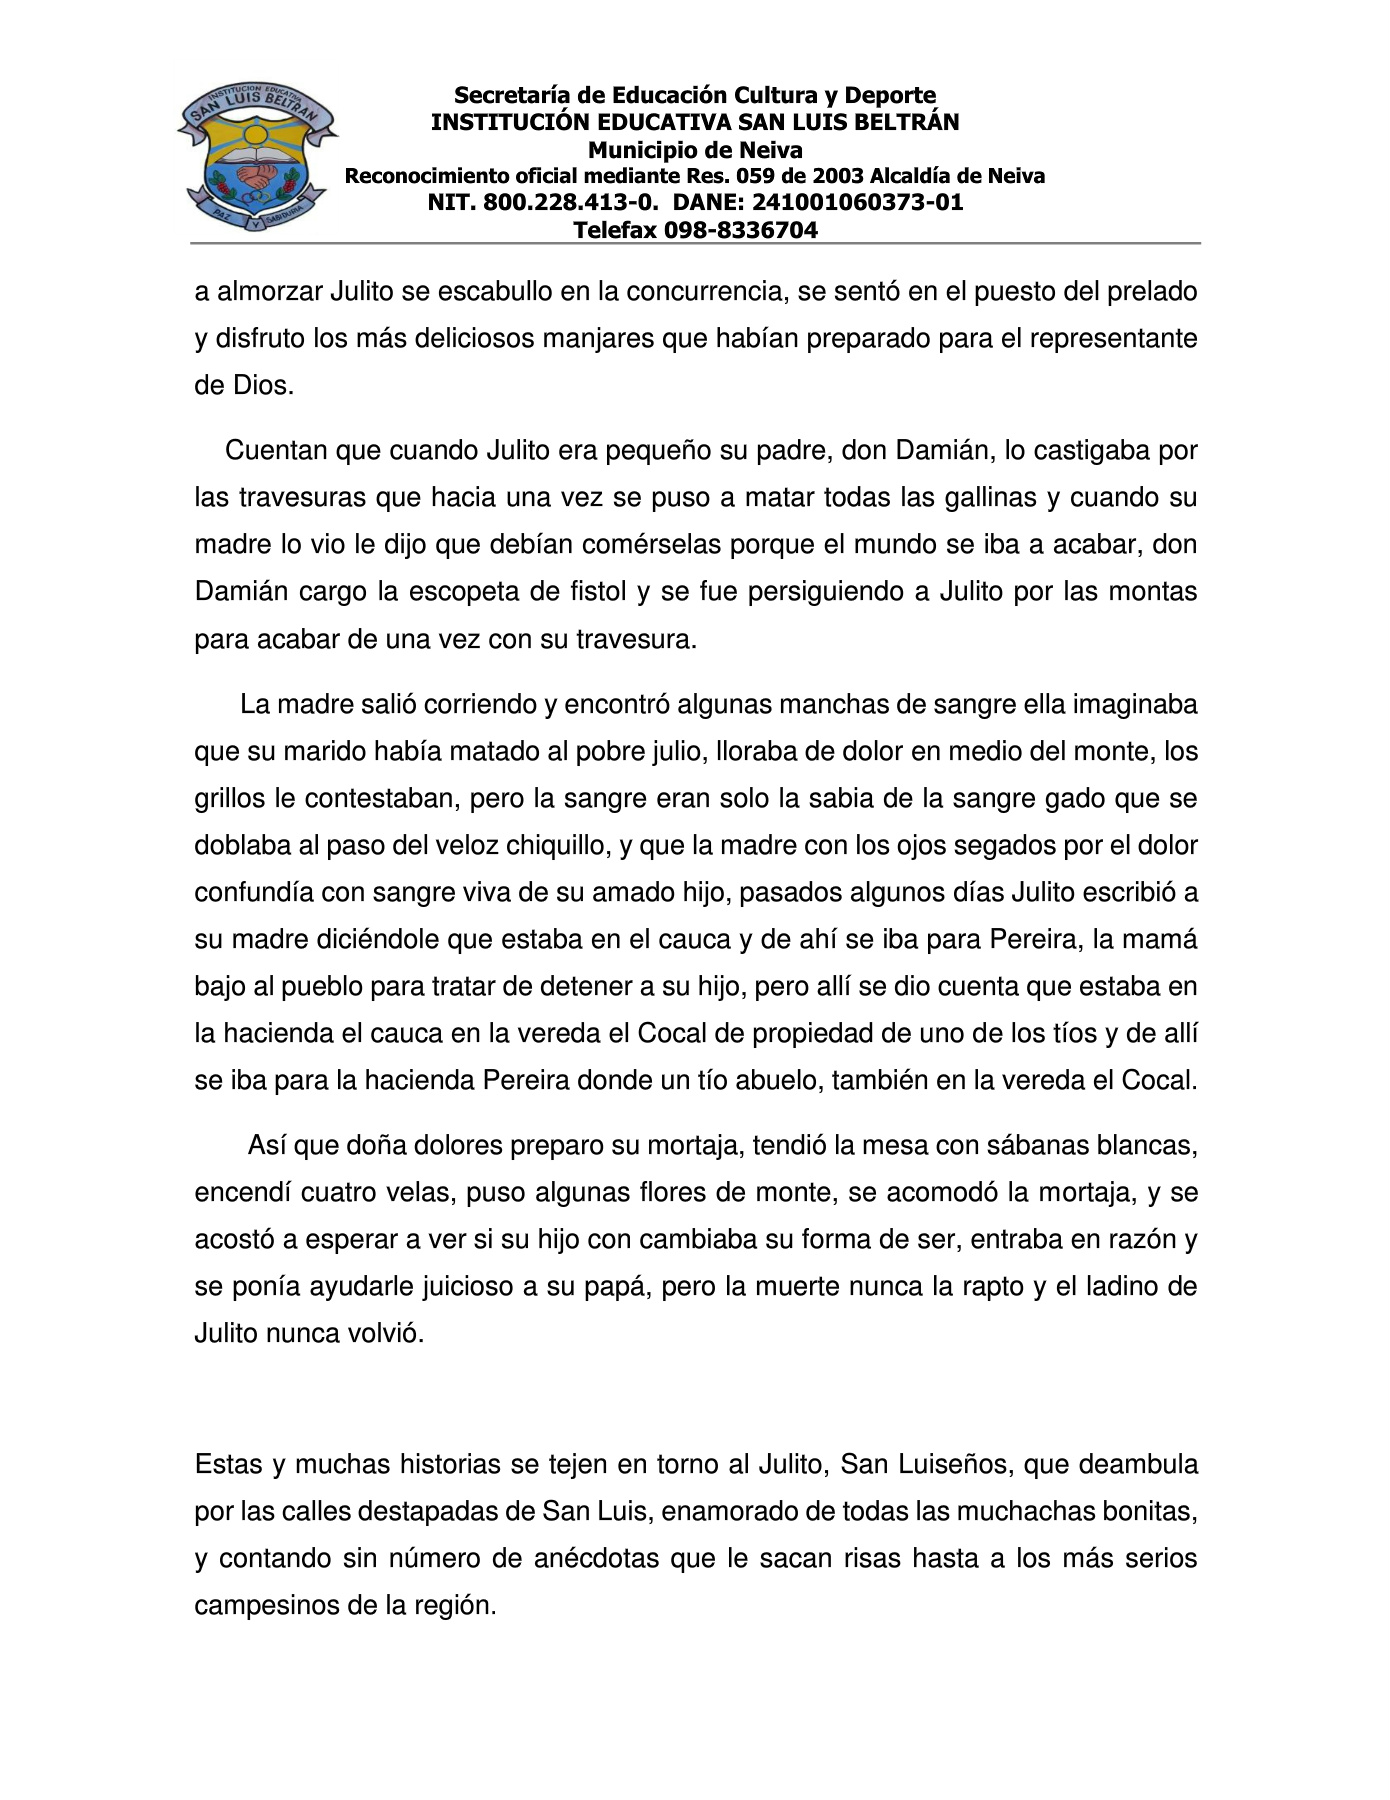 INSTITUCION EDUCATIVA
SAN LUIS BELTRAN
PAZ Y SABIDURIA
Secretaría de Educación Cultura y Deporte
INSTITUCIÓN EDUCATIVA SAN LUIS BELTRÁN
Municipio de Neiva
Reconocimiento oficial mediante Res. 059 de 2003 Alcaldía de Neiva
NIT. 800.228.413-0.  DANE: 241001060373-01
Telefax 098-8336704
a almorzar Julito se escabullo en la concurrencia, se sentó en el puesto del prelado
y disfruto los más deliciosos manjares que habían preparado para el representante
de Dios.
Cuentan que cuando Julito era pequeño su padre, don Damián, lo castigaba por
las travesuras que hacia una vez se puso a matar todas las gallinas y cuando su
madre lo vio le dijo que debían comérselas porque el mundo se iba a acabar, don
Damián cargo la escopeta de fistol y se fue persiguiendo a Julito por las montas
para acabar de una vez con su travesura.
La madre salió corriendo y encontró algunas manchas de sangre ella imaginaba
que su marido había matado al pobre julio, lloraba de dolor en medio del monte, los
grillos le contestaban, pero la sangre eran solo la sabia de la sangre gado que se
doblaba al paso del veloz chiquillo, y que la madre con los ojos segados por el dolor
confundía con sangre viva de su amado hijo, pasados algunos días Julito escribió a
su madre diciéndole que estaba en el cauca y de ahí se iba para Pereira, la mamá
bajo al pueblo para tratar de detener a su hijo, pero allí se dio cuenta que estaba en
la hacienda el cauca en la vereda el Cocal de propiedad de uno de los tíos y de allí
se iba para la hacienda Pereira donde un tío abuelo, también en la vereda el Cocal.
Así que doña dolores preparo su mortaja, tendió la mesa con sábanas blancas,
encendí cuatro velas, puso algunas flores de monte, se acomodó la mortaja, y se
acostó a esperar a ver si su hijo con cambiaba su forma de ser, entraba en razón y
se ponía ayudarle juicioso a su papá, pero la muerte nunca la rapto y el ladino de
Julito nunca volvió.
Estas y muchas historias se tejen en torno al Julito, San Luiseños, que deambula
por las calles destapadas de San Luis, enamorado de todas las muchachas bonitas,
y contando sin número de anécdotas que le sacan risas hasta a los más serios
campesinos de la región.